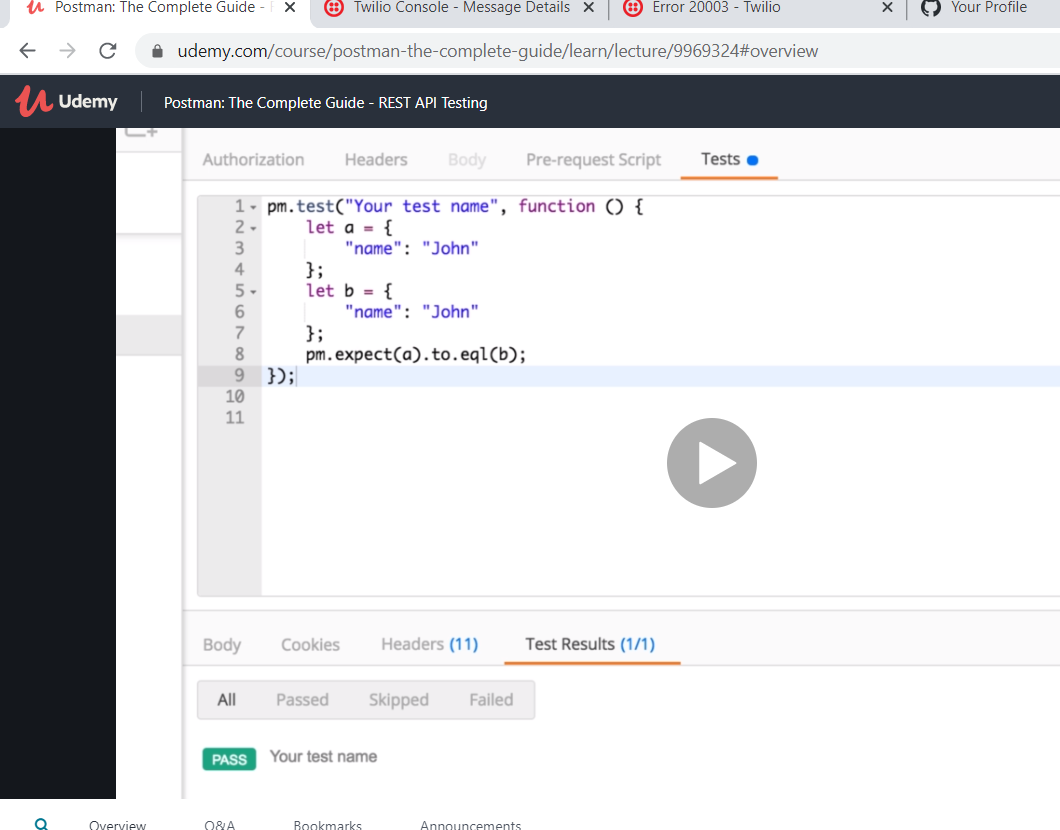 Postman: The Complete Guide - Twilio Console - Message Details Error 20003 - Twilio Your Profile
udemy.com/course/postman-the-complete-guide/learn/lecture/9969324#overview
Udemy Postman: The Complete Guide - REST API Testing
Authorization Headers Body Pre-request Script Tests
1 pm.test("Your test name", function () {
2 let a = {
3 "name": "John"
4 };
5 let b = {
6 "name": "John"
7 };
8 pm.expect(a).to.eql(b);
9 });
10
11
Body Cookies Headers (11) Test Results (1/1)
All Passed Skipped Failed
PASS Your test name
Overview Q&A Bookmarks Announcements